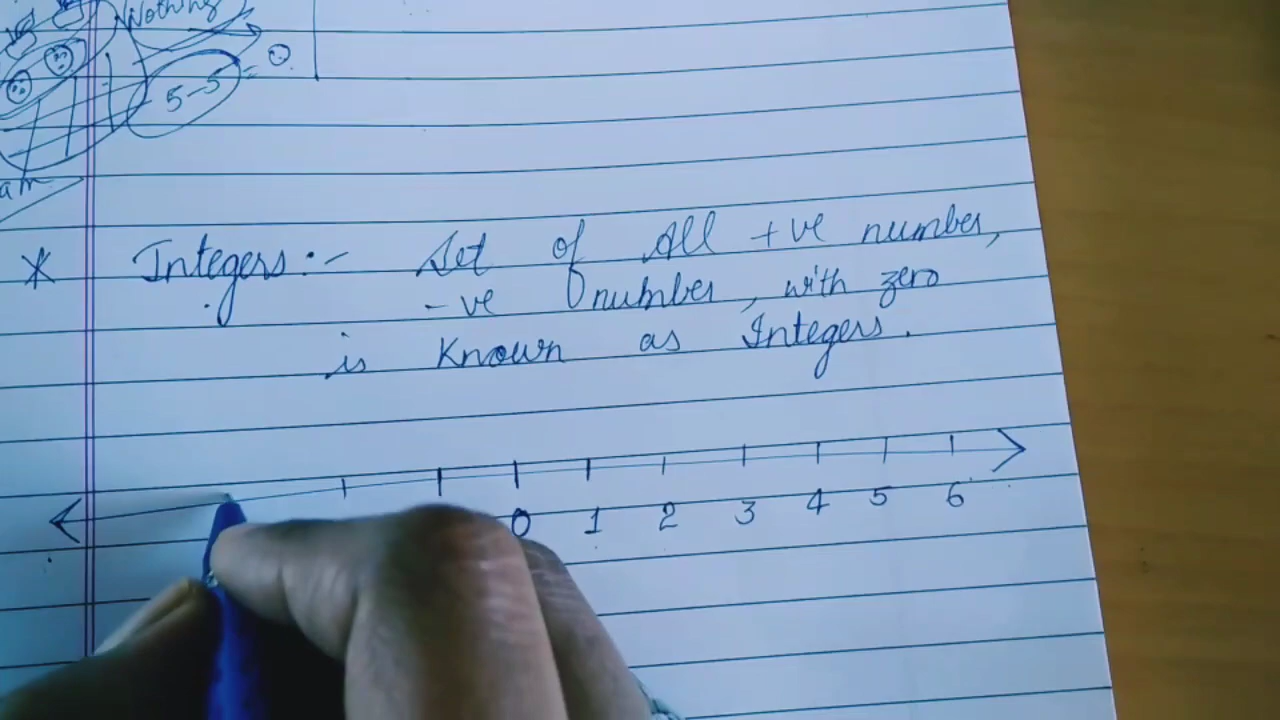 Nothing
5-5 = 0
am
* Integers :- Set of All +ve number,
-ve number, with zero
is Known as Integers.
0 1 2 3 4 5 6